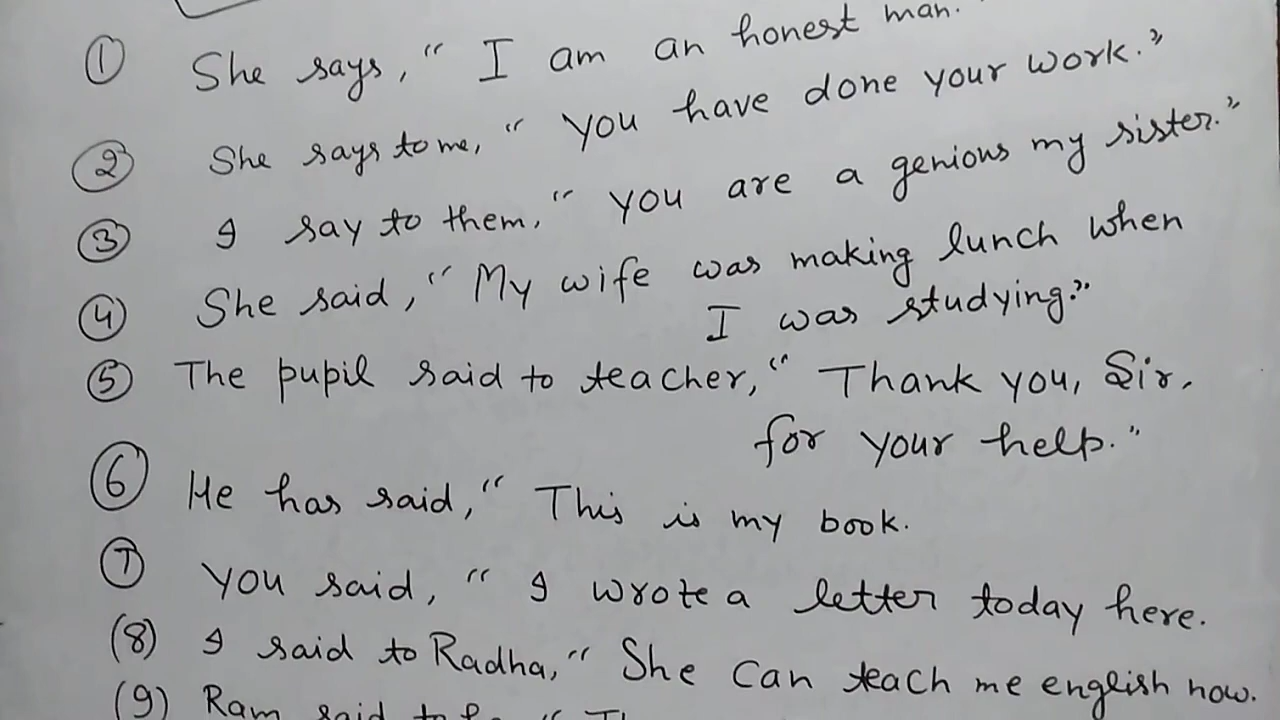 ① She says, " I am an honest man.
② She says to me, " You have done your work."
③ I say to them, " You are a genious my sister."
④ She said, " My wife was making lunch when
I was studying."
⑤ The pupil said to teacher, " Thank you, Sir,
for your help."
⑥ He has said, " This is my book.
⑦ You said, " I wrote a letter today here.
(8) I said to Radha, " She can teach me english now.
(9) Ram said to